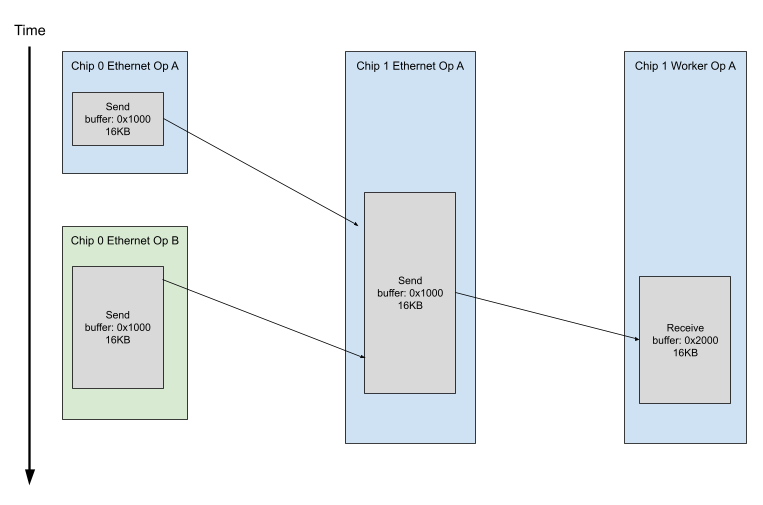 Time
Chip 0 Ethernet Op A
Send
buffer: 0x1000
16KB
Chip 0 Ethernet Op B
Send
buffer: 0x1000
16KB
Chip 1 Ethernet Op A
Send
buffer: 0x1000
16KB
Chip 1 Worker Op A
Receive
buffer: 0x2000
16KB